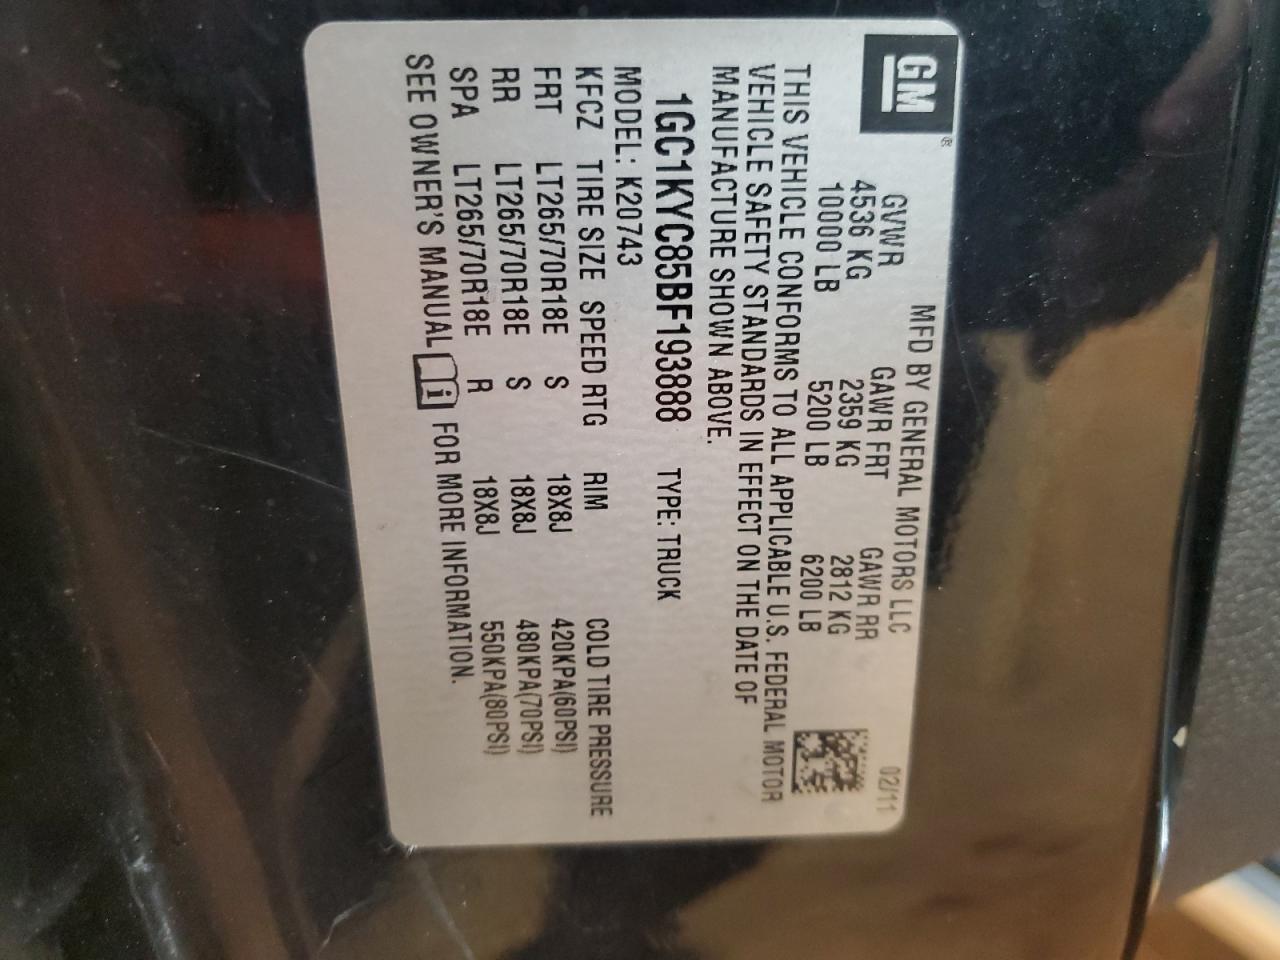 GM®
MFD BY GENERAL MOTORS LLC 02/11
GVWR GAWR FRT GAWR RR
4536 KG 2359 KG 2812 KG
10000 LB 5200 LB 6200 LB
THIS VEHICLE CONFORMS TO ALL APPLICABLE U.S. FEDERAL MOTOR
VEHICLE SAFETY STANDARDS IN EFFECT ON THE DATE OF
MANUFACTURE SHOWN ABOVE.
1GC1KYC85BF193888 TYPE: TRUCK
MODEL: K20743
KFCZ TIRE SIZE SPEED RTG RIM COLD TIRE PRESSURE
FRT LT265/70R18E S 18X8J 420KPA(60PSI)
RR LT265/70R18E S 18X8J 480KPA(70PSI)
SPA LT265/70R18E R 18X8J 550KPA(80PSI)
SEE OWNER'S MANUAL i FOR MORE INFORMATION.